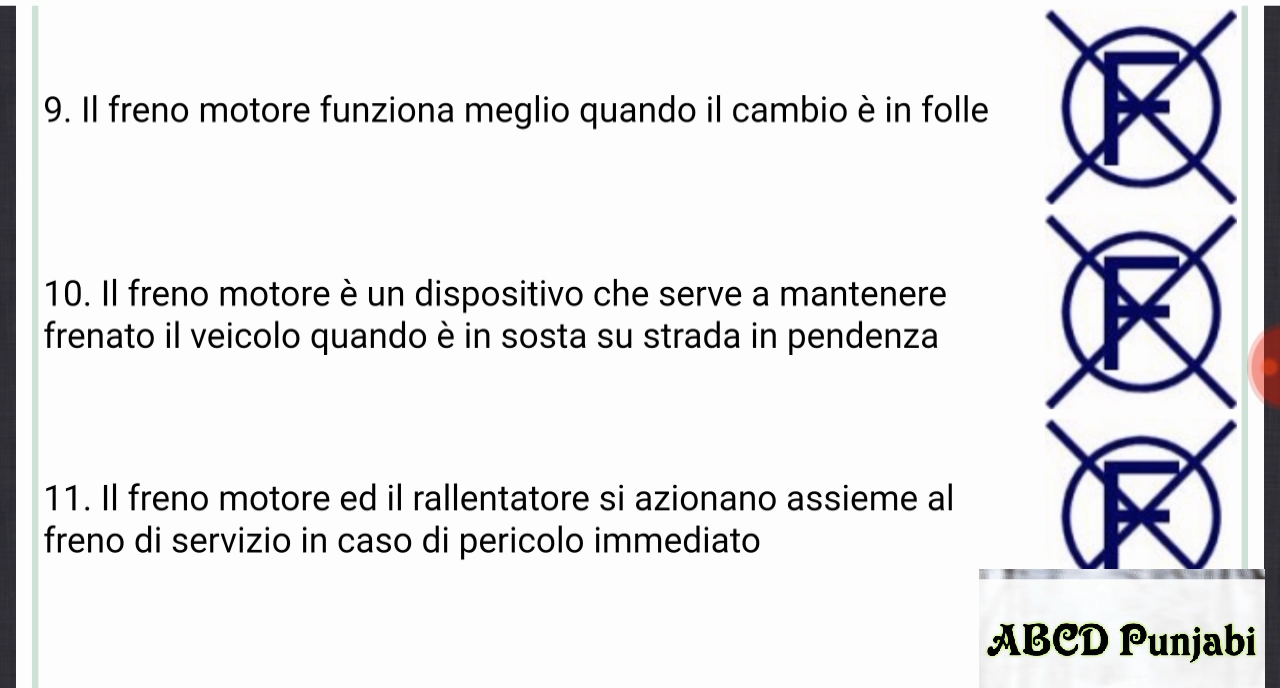 9. Il freno motore funziona meglio quando il cambio è in folle
F
10. Il freno motore è un dispositivo che serve a mantenere
frenato il veicolo quando è in sosta su strada in pendenza
F
11. Il freno motore ed il rallentatore si azionano assieme al
freno di servizio in caso di pericolo immediato
F
ABCD Punjabi